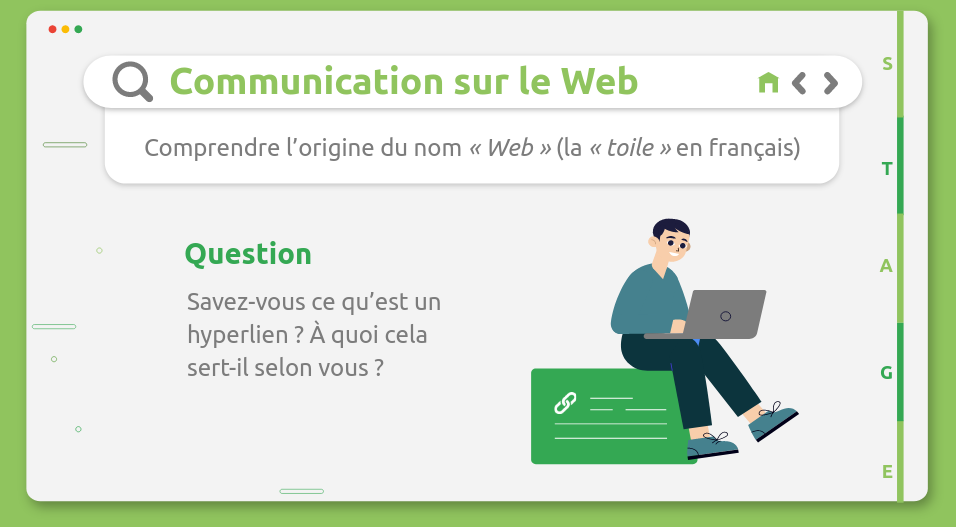 Communication sur le Web
Comprendre l’origine du nom « Web » (la « toile » en français)
Question
Savez-vous ce qu’est un
hyperlien ? À quoi cela
sert-il selon vous ?
S
T
A
G
E